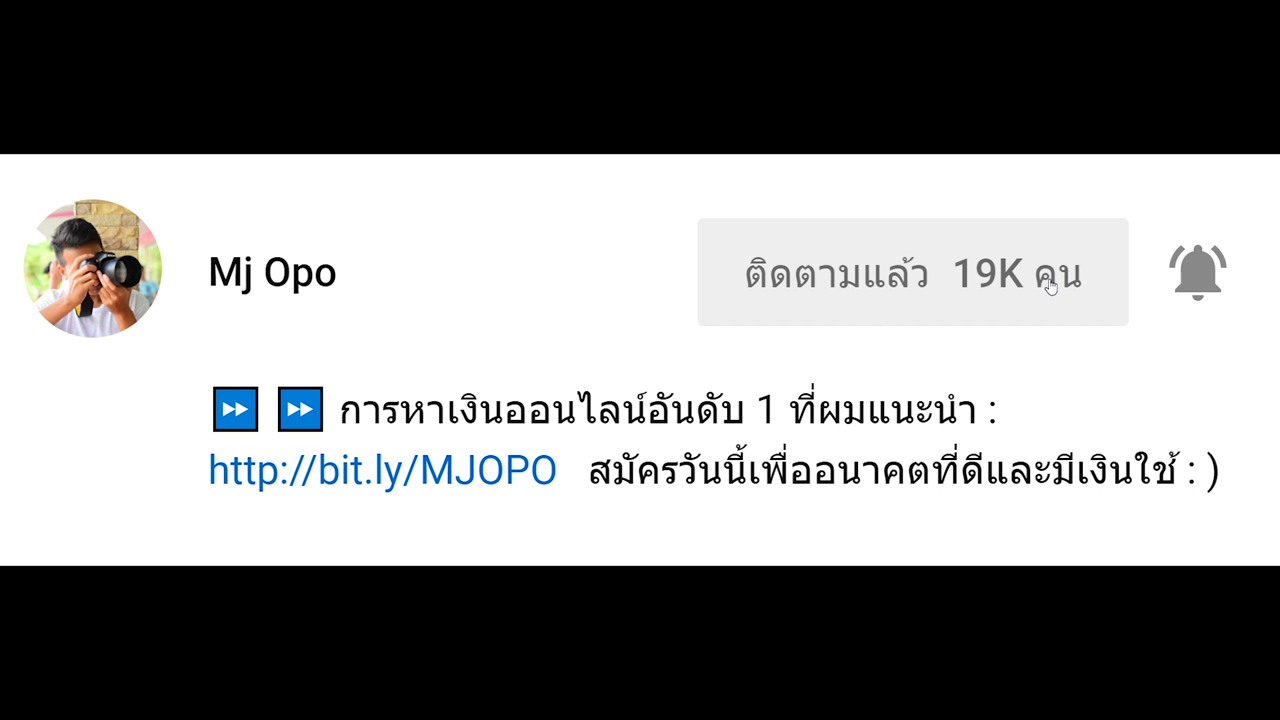 Mj Opo
ติดตามแล้ว 19K คน
⏩ ⏩ การหาเงินออนไลน์อันดับ 1 ที่ผมแนะนำ :
http://bit.ly/MJOPO สมัครวันนี้เพื่ออนาคตที่ดีและมีเงินใช้ : )